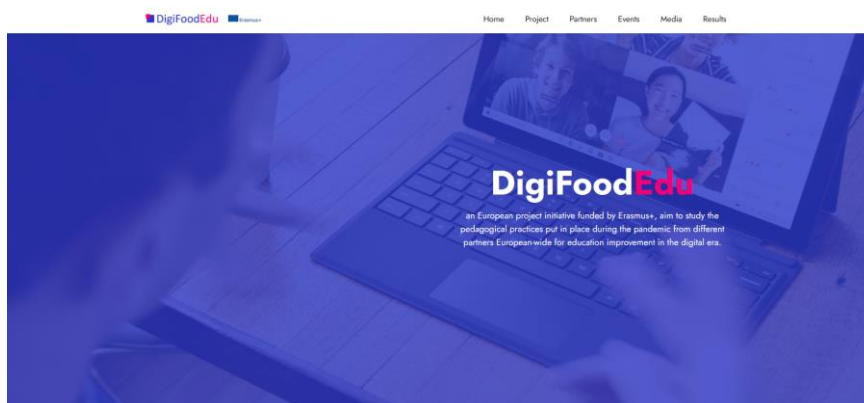 DigiFoodEdu Erasmus+ Home Project Partners Events Media Results
DigiFoodEdu
an European project initiative funded by Erasmus+, aim to study the
pedagogical practices put in place during the pandemic from different
partners European-wide for education improvement in the digital era.